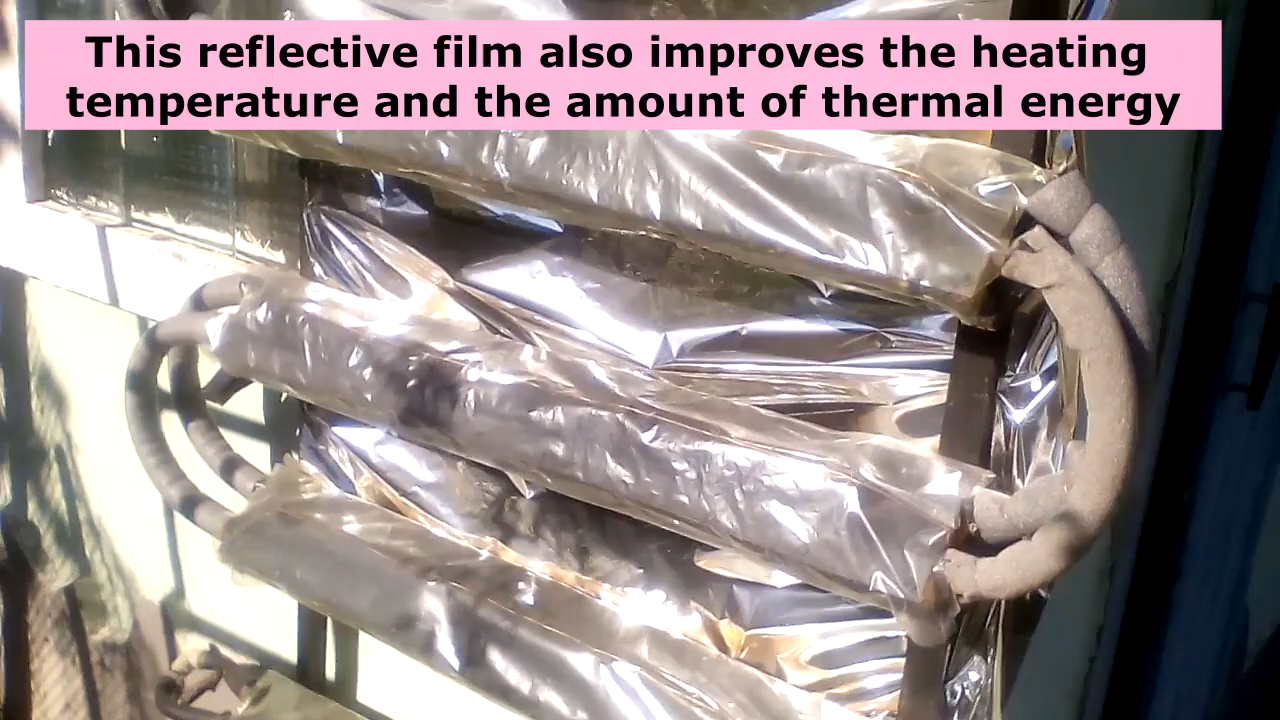 This reflective film also improves the heating
temperature and the amount of thermal energy